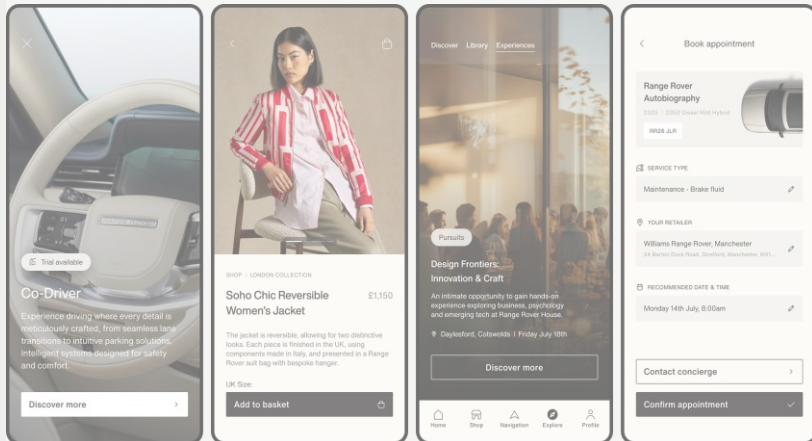 Trial available
Co-Driver
Experience driving where every detail is
meticulously crafted, from seamless lane
transitions to intuitive parking solutions.
Intelligent systems designed for safety
and comfort.
Discover more
SHOP | LONDON COLLECTION
Soho Chic Reversible
Women's Jacket
£1,150
The jacket is reversible, allowing for two distinctive
looks. Each piece is finished in the UK, using
components made in Italy, and presented in a Range
Rover suit bag with bespoke hanger.
UK Size:
Add to basket
Discover Library Experiences
Pursuits
Design Frontiers:
Innovation & Craft
An intimate opportunity to gain hands-on
experience exploring business, psychology
and emerging tech at Range Rover House.
Daylesford, Cotswolds | Friday July 18th
Discover more
Home Shop Navigation Explore Profile
Book appointment
Range Rover
Autobiography
RR26 JLR
SERVICE TYPE
Maintenance - Brake fluid
YOUR RETAILER
Williams Range Rover, Manchester
RECOMMENDED DATE & TIME
Monday 14th July, 8:00am
Contact concierge
Confirm appointment